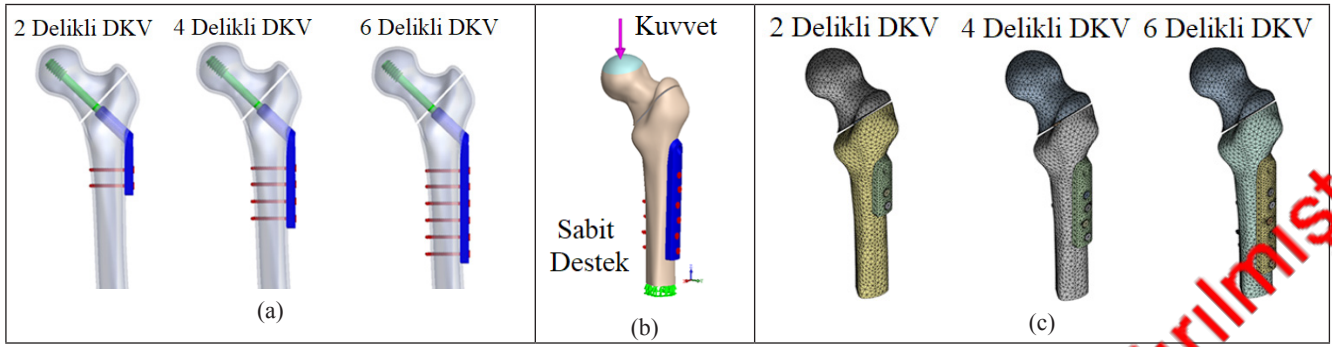 2 Delikli DKV 4 Delikli DKV 6 Delikli DKV
(a)
Kuvvet
Sabit
Destek
(b)
2 Delikli DKV 4 Delikli DKV 6 Delikli DKV
(c)